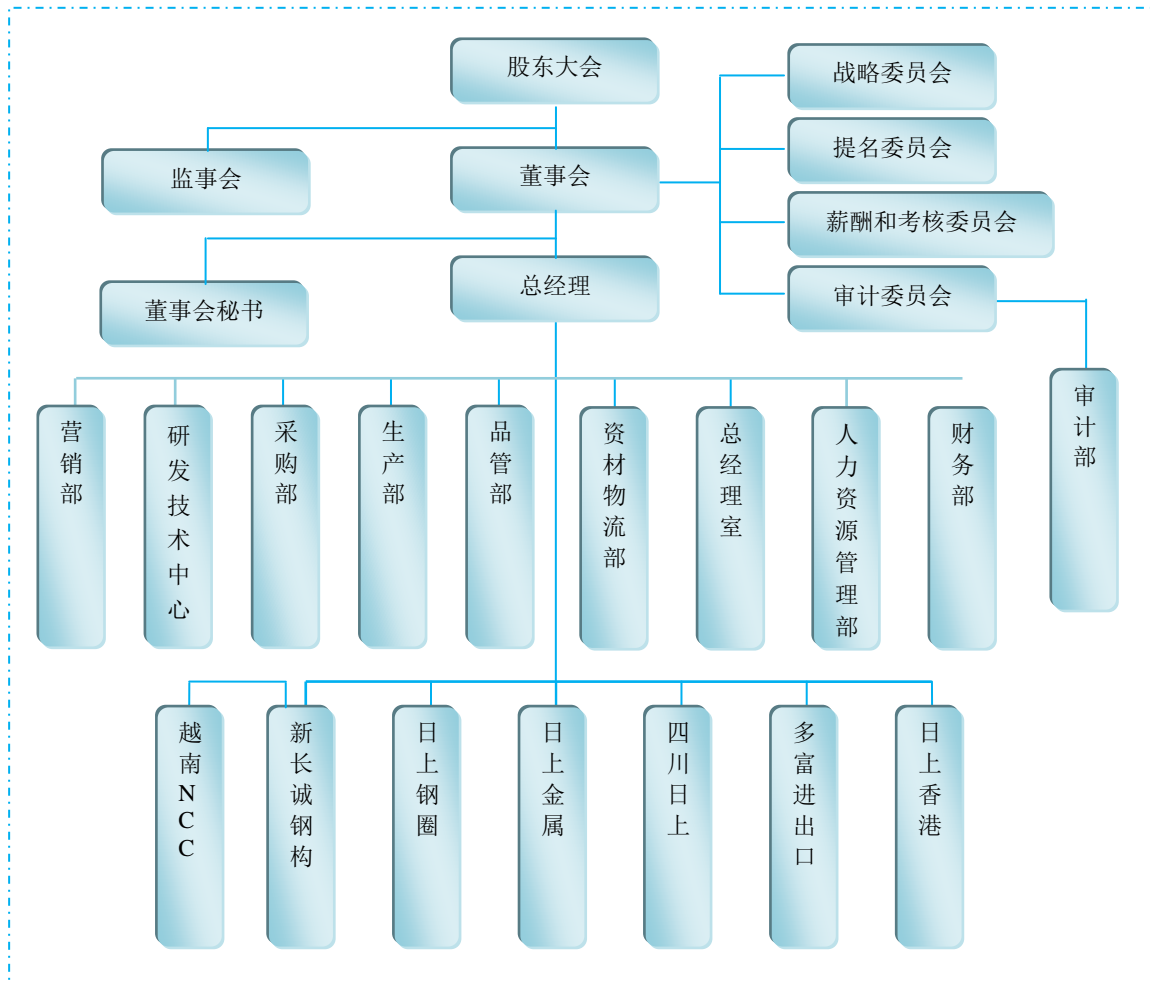 股东大会
战略委员会
提名委员会
监事会
董事会
薪酬和考核委员会
总经理
审计委员会
董事会秘书
营销部
研发技术中心
采购部
生产部
品管部
资材物流部
总经理室
人力资源管理部
财务部
审计部
越南NCC
新长诚钢构
日上钢圈
日上金属
四川日上
多富进出口
日上香港